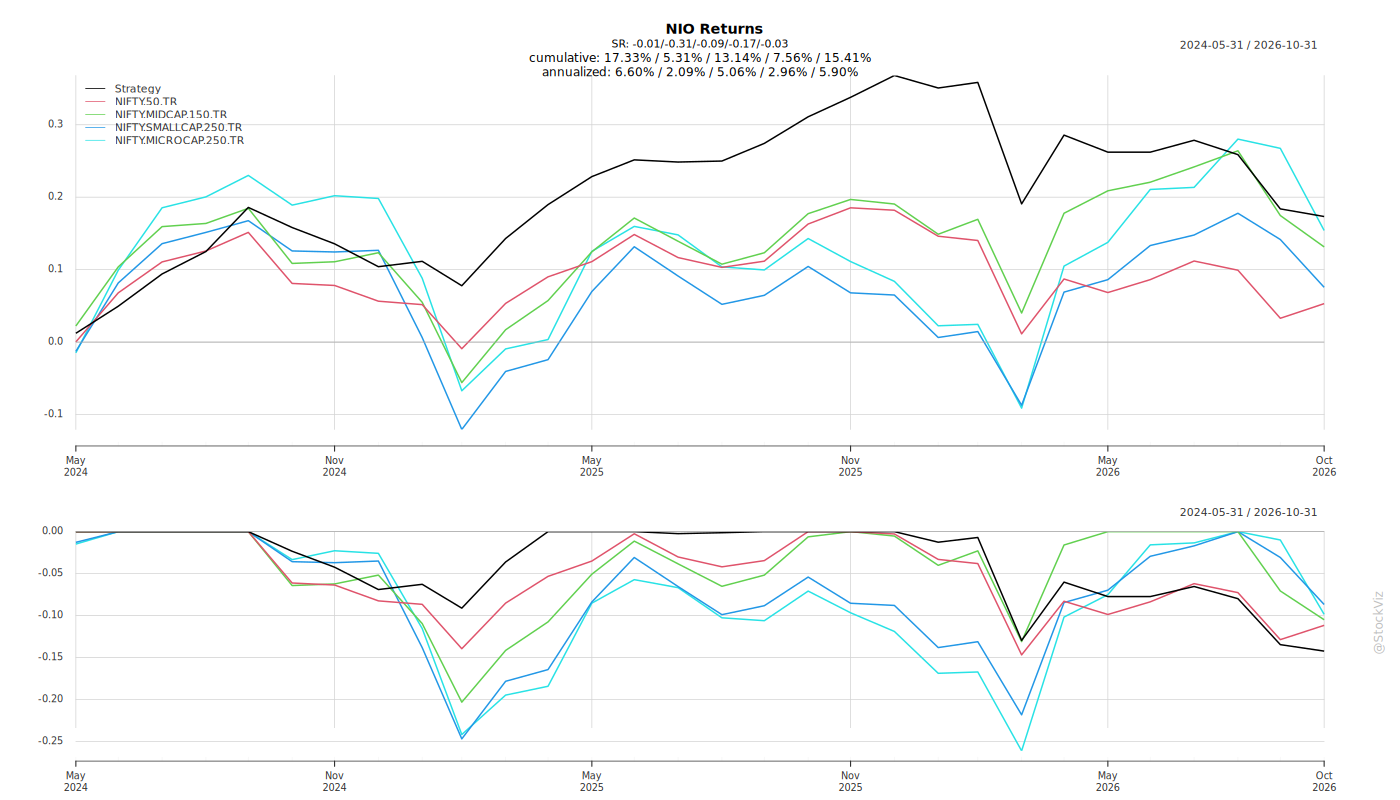 NIO Returns
SR: -0.01/-0.31/-0.09/-0.17/-0.03
cumulative: 17.33% / 5.31% / 13.14% / 7.56% / 15.41%
annualized: 6.60% / 2.09% / 5.06% / 2.96% / 5.90%
2024-05-31 / 2026-10-31
Strategy
NIFTY.50.TR
NIFTY.MIDCAP.150.TR
NIFTY.SMALLCAP.250.TR
NIFTY.MICROCAP.250.TR
0.3
0.2
0.1
0.0
-0.1
May Nov May Nov May Oct
2024 2024 2025 2025 2026 2026
2024-05-31 / 2026-10-31
0.00
-0.05
-0.10
-0.15
-0.20
-0.25
May Nov May Nov May Oct
2024 2024 2025 2025 2026 2026
@StockViz